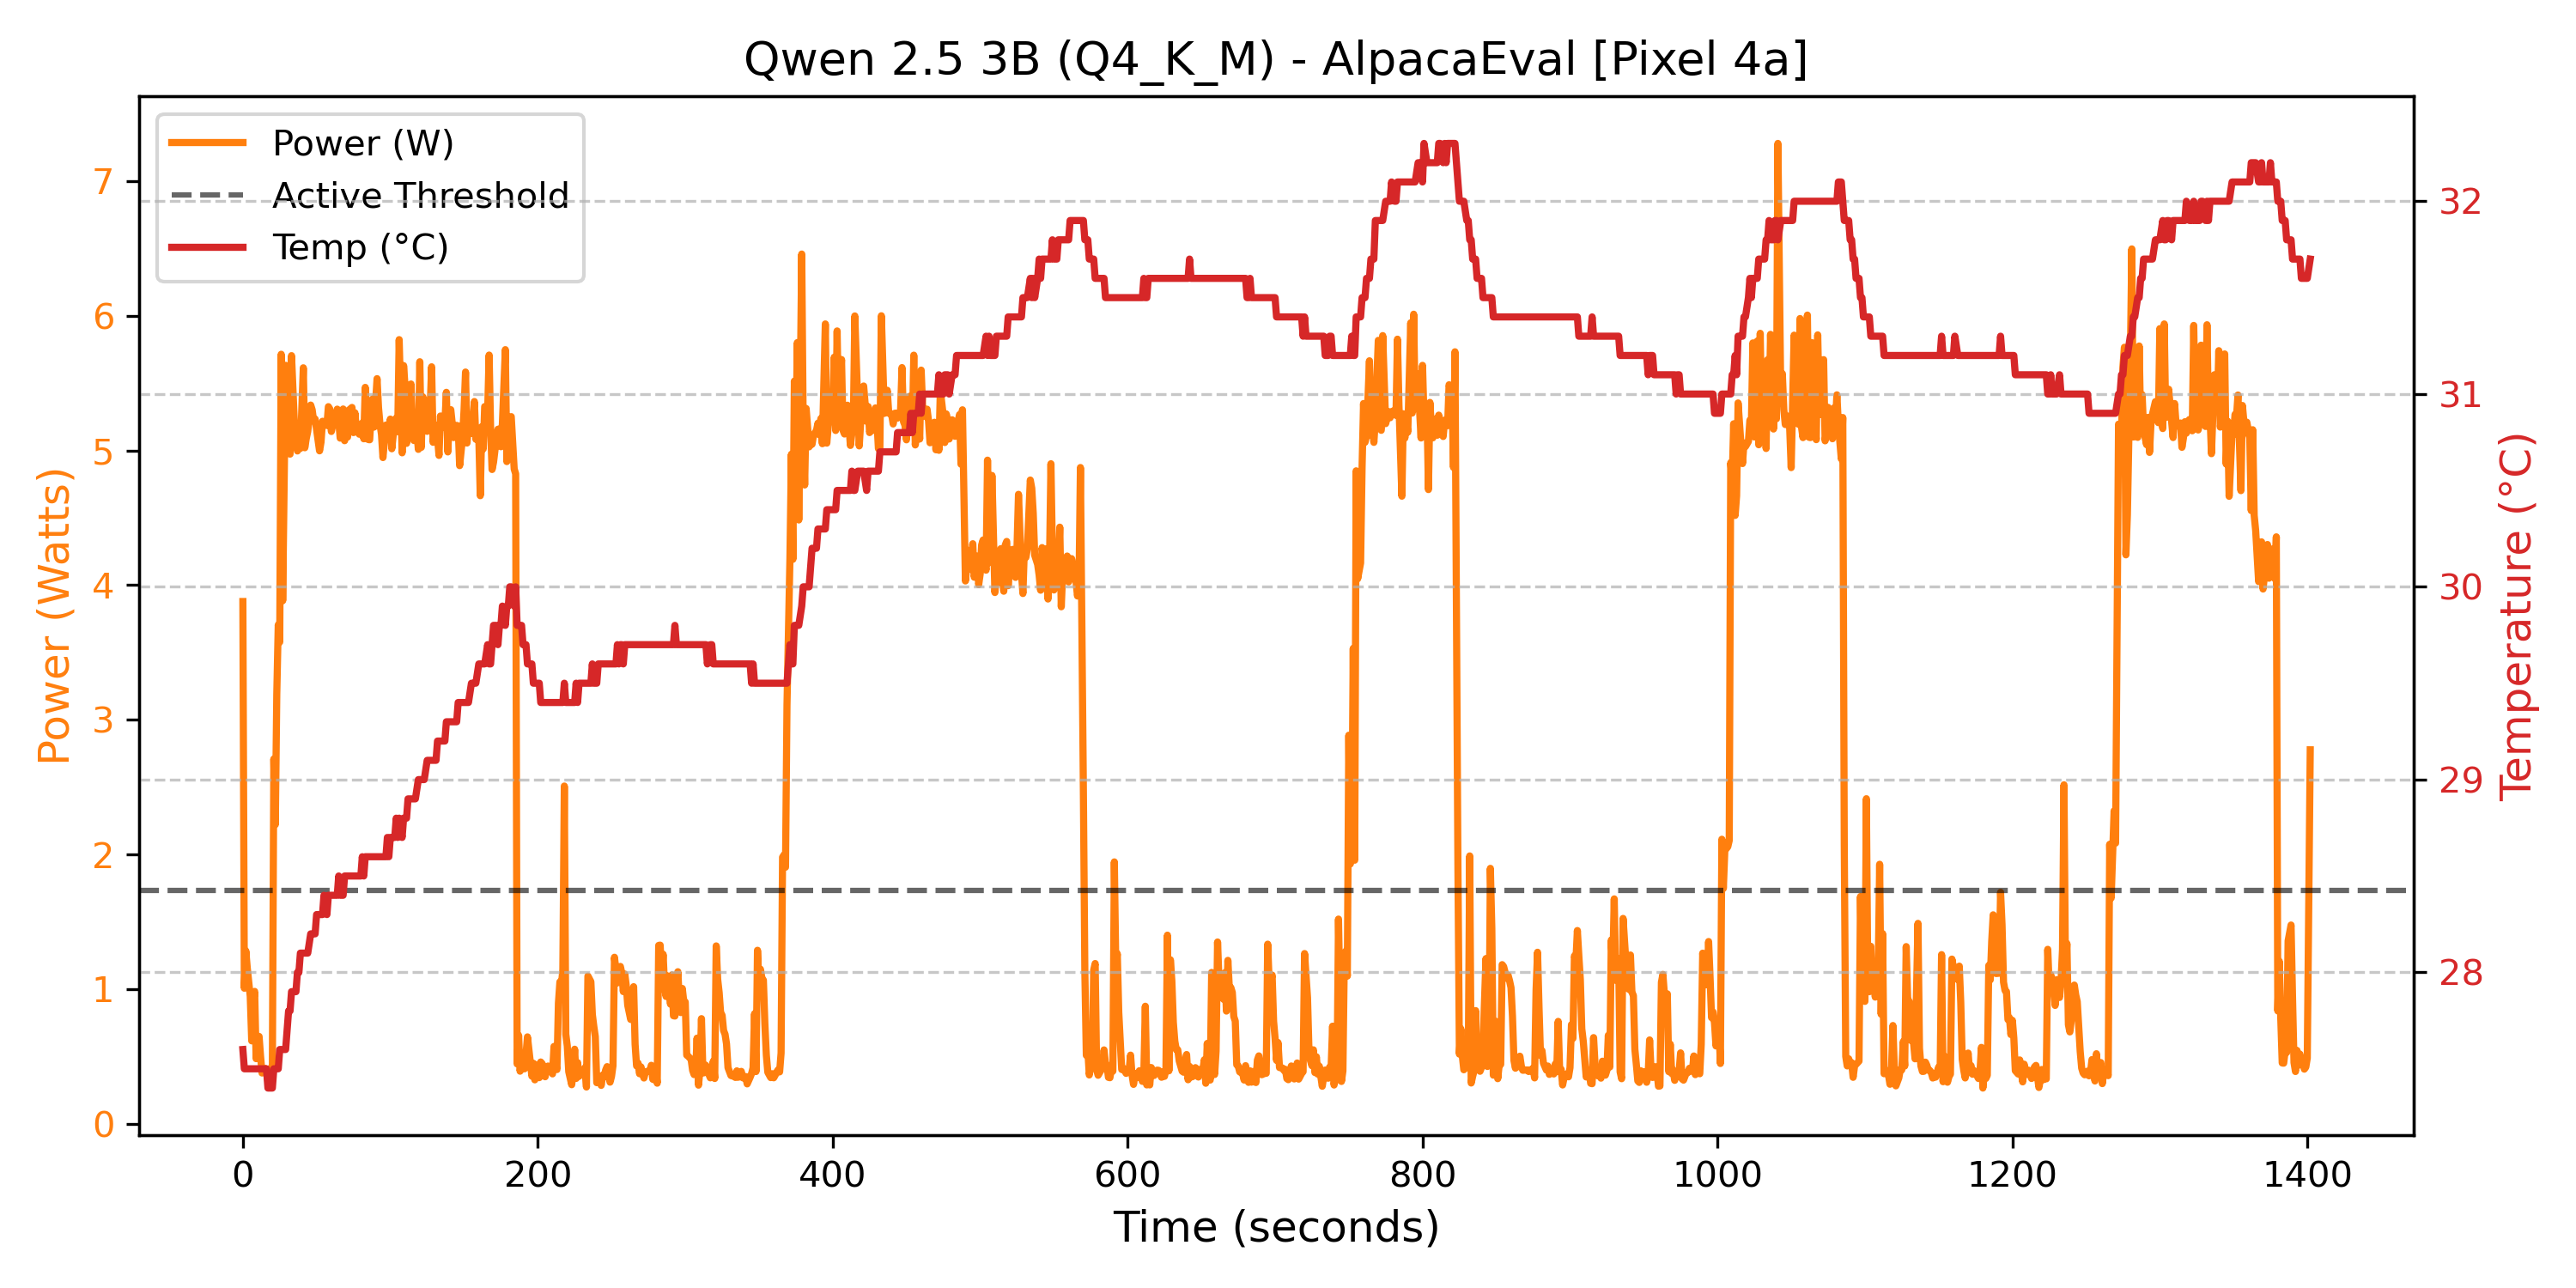 Qwen 2.5 3B (Q4_K_M) - AlpacaEval [Pixel 4a]
Power (W)
Active Threshold
Temp (°C)
Power (Watts)
7
6
5
4
3
2
1
0
32
31
30
29
28
Temperature (°C)
0 200 400 600 800 1000 1200 1400
Time (seconds)